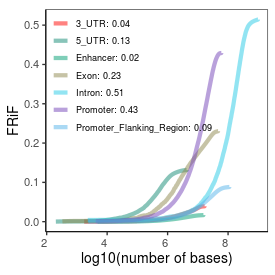 0.5
0.4
0.3
0.2
0.1
0.0
FRiF
3_UTR: 0.04
5_UTR: 0.13
Enhancer: 0.02
Exon: 0.23
Intron: 0.51
Promoter: 0.43
Promoter_Flanking_Region: 0.09
2 4 6 8
log10(number of bases)